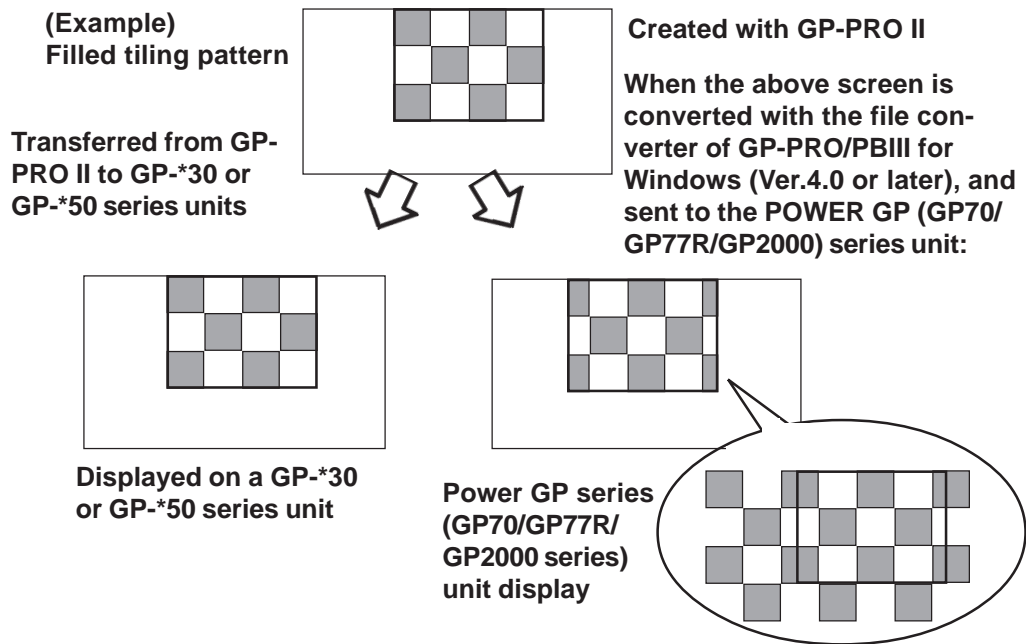 (Example)
Filled tiling pattern
Created with GP-PRO II
When the above screen is
converted with the file con-
verter of GP-PRO/PBIII for
Windows (Ver.4.0 or later), and
sent to the POWER GP (GP70/
GP77R/GP2000) series unit:
Transferred from GP-
PRO II to GP-*30 or
GP-*50 series units
Displayed on a GP-*30
or GP-*50 series unit
Power GP series
(GP70/GP77R/
GP2000 series)
unit display